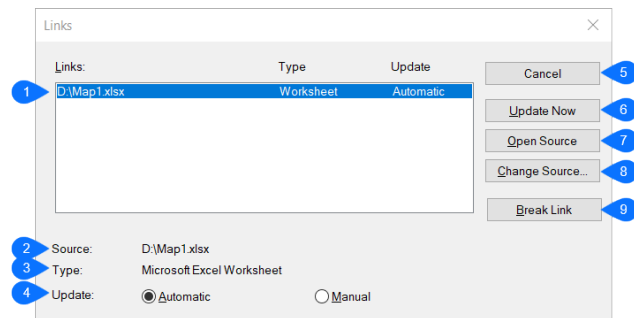 Links
Links: Type Update
5 Cancel
1 D:\Map1.xlsx Worksheet Automatic
Update Now 6
Open Source 7
Change Source... 8
Break Link 9
2 Source: D:\Map1.xlsx
3 Type: Microsoft Excel Worksheet
4 Update: Automatic Manual